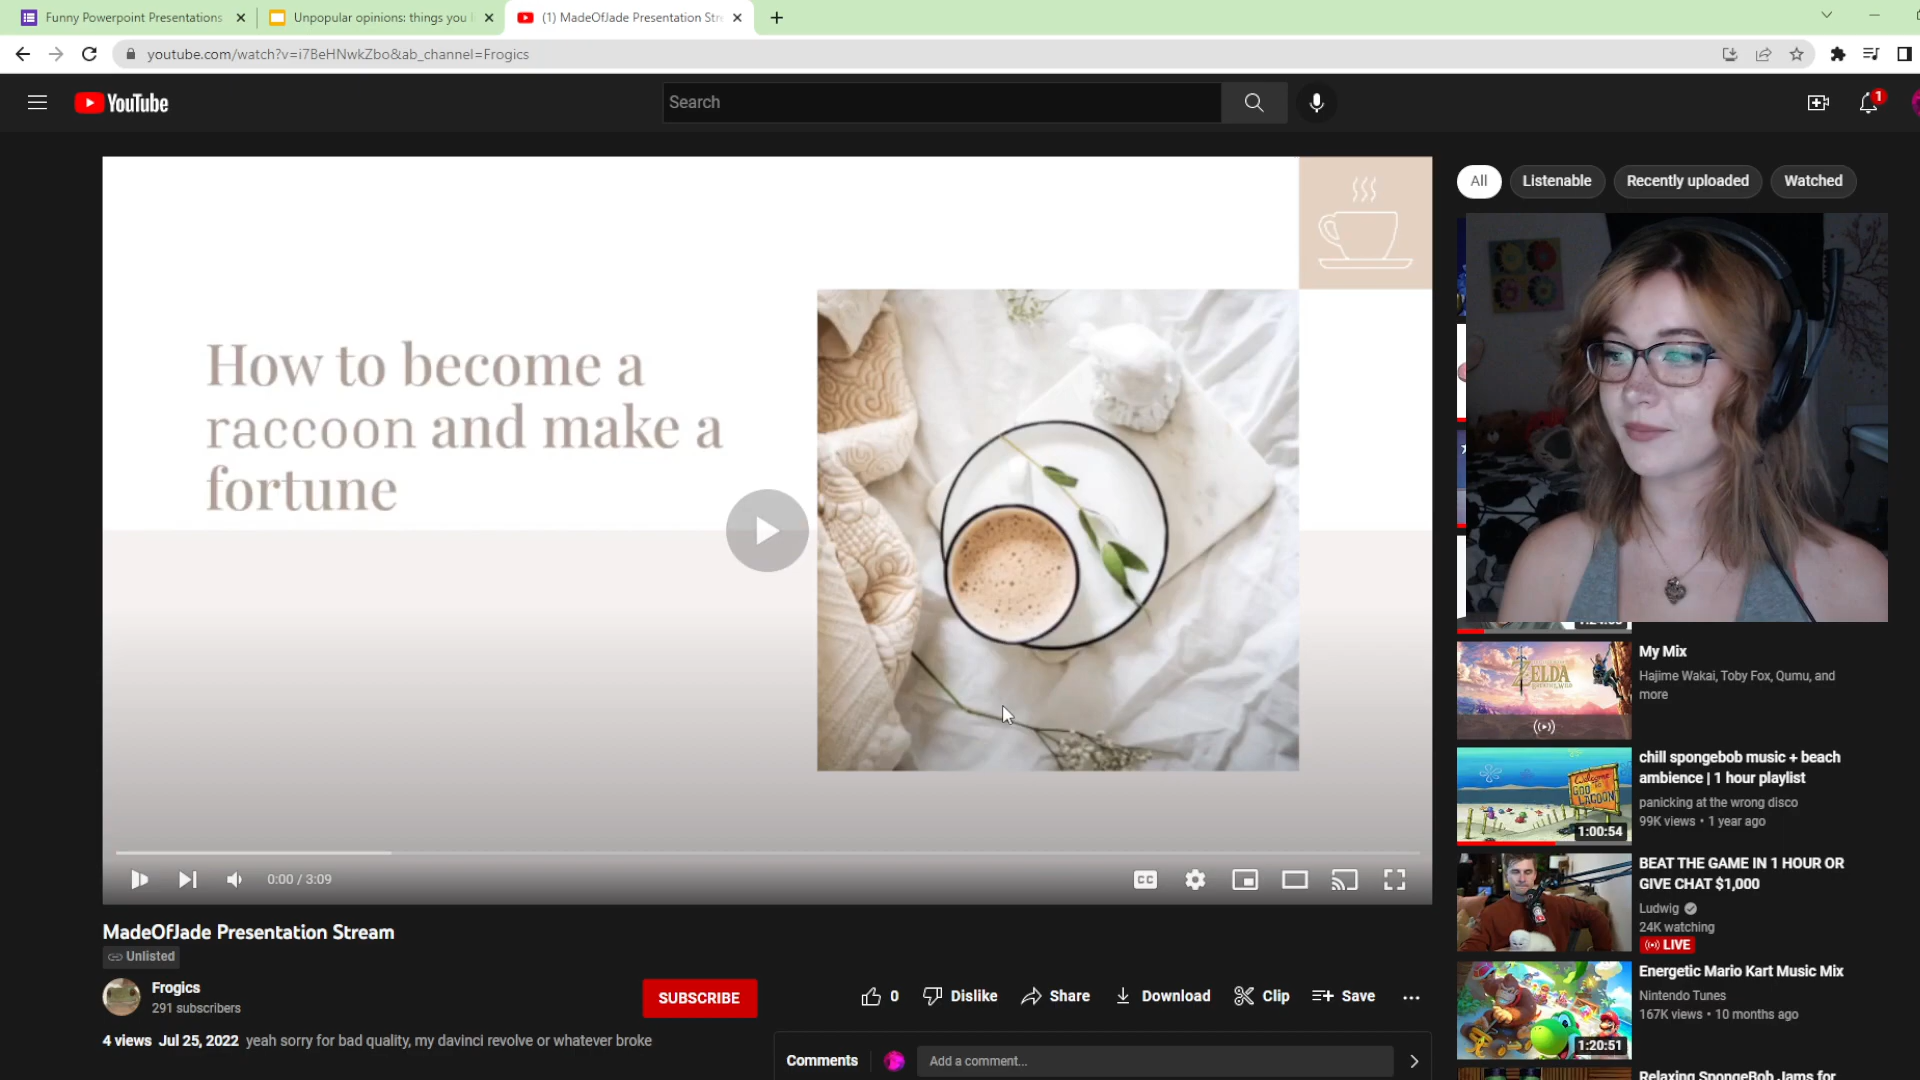 Funny Powerpoint Presentations
Unpopular opinions: things you
(1) MadeOfJade Presentation Stre
youtube.com/watch?v=i7BeHNwkZbo&ab_channel=Frogics
YouTube
Search
1
All
Listenable
Recently uploaded
Watched
How to become a
raccoon and make a
fortune
0:00 / 3:09
CC
MadeOfJade Presentation Stream
Unlisted
Frogics
291 subscribers
SUBSCRIBE
0
Dislike
Share
Download
Clip
Save
4 views Jul 25, 2022 yeah sorry for bad quality, my davinci revolve or whatever broke
Comments
Add a comment...
ZELDA
My Mix
Hajime Wakai, Toby Fox, Qumu, and
more
Welcome
GOO
LAGOON
1:00:54
chill spongebob music + beach
ambience | 1 hour playlist
panicking at the wrong disco
99K views • 1 year ago
BEAT THE GAME IN 1 HOUR OR
GIVE CHAT $1,000
Ludwig
24K watching
LIVE
1:20:51
Energetic Mario Kart Music Mix
Nintendo Tunes
167K views • 10 months ago
Relaxing SpongeBob Jams for